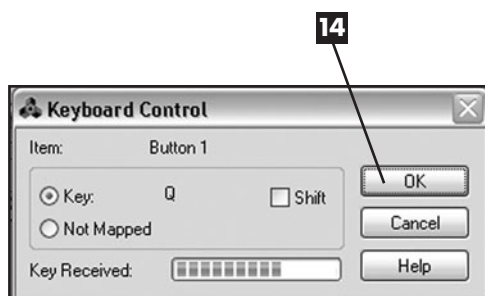 14
Keyboard Control
Item: Button 1
OK
Key: Q Shift
Not Mapped
Cancel
Key Received:
Help